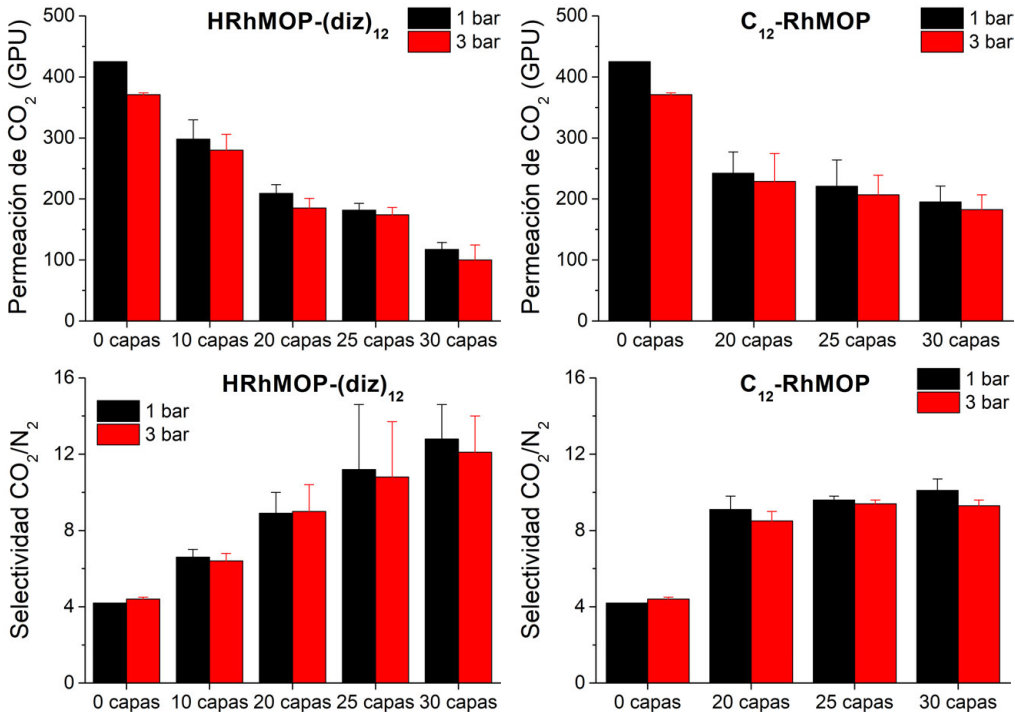 HRhMOP-(diz)₁₂
1 bar
3 bar
Permeación de CO₂ (GPU)
500
400
300
200
100
0
0 capas 10 capas 20 capas 25 capas 30 capas
C₁₂-RhMOP
1 bar
3 bar
Permeación de CO₂ (GPU)
500
400
300
200
100
0
0 capas 20 capas 25 capas 30 capas
HRhMOP-(diz)₁₂
1 bar
3 bar
Selectividad CO₂/N₂
16
12
8
4
0
0 capas 10 capas 20 capas 25 capas 30 capas
C₁₂-RhMOP
1 bar
3 bar
Selectividad CO₂/N₂
16
12
8
4
0
0 capas 20 capas 25 capas 30 capas